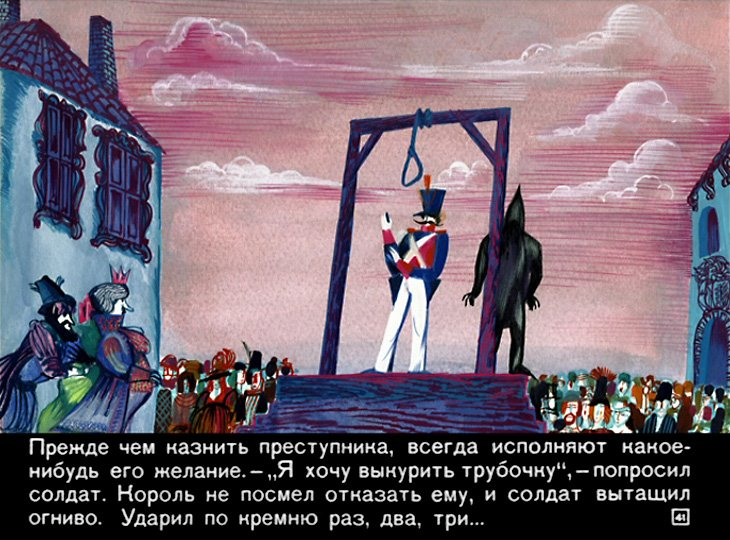 Прежде чем казнить преступника, всегда исполняют какое-
нибудь его желание.–„Я хочу выкурить трубочку“,–попросил
солдат. Король не посмел отказать ему, и солдат вытащил
огниво. Ударил по кремню раз, два, три...
41